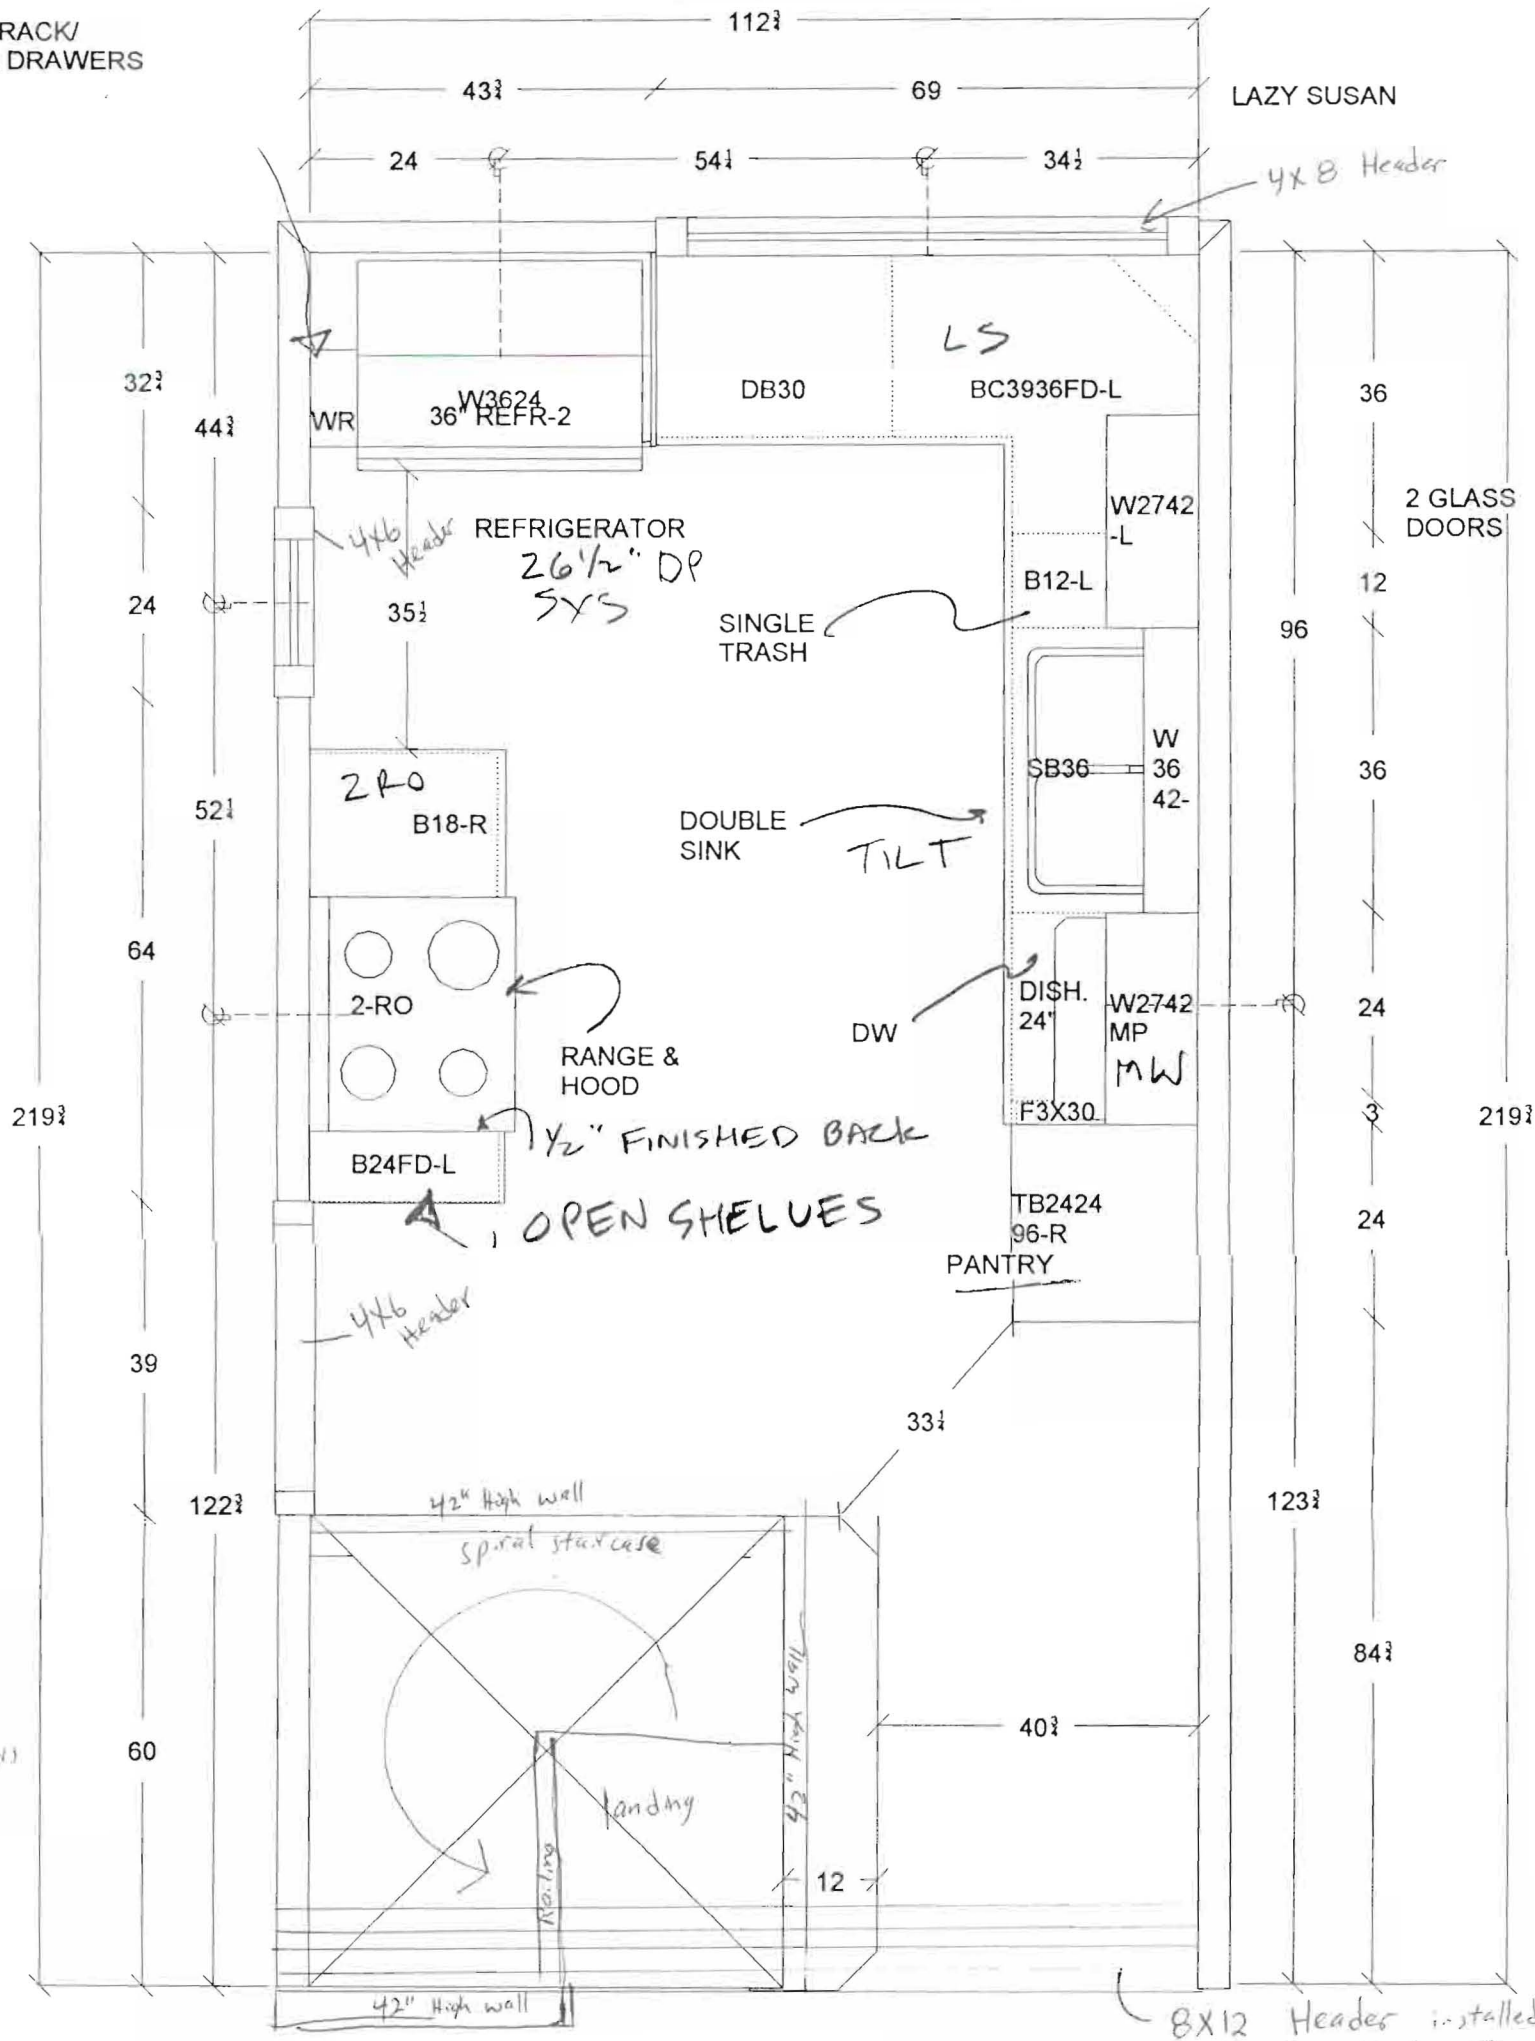 RACK/
DRAWERS
112¾
43¾
69
LAZY SUSAN
24
54¼
34½
4X8 Header
32¾
44¾
WR
W3624
36" REFR-2
DB30
LS
BC3936FD-L
36
W2742
-L
2 GLASS
DOORS
4X6
Header
REFRIGERATOR
26 1/2" DP
SXS
24
35½
B12-L
12
SINGLE
TRASH
96
2 RO
B18-R
52¼
DOUBLE
SINK
TILT
SB36
W
36
42-
36
64
2-RO
RANGE &
HOOD
DW
DISH.
24"
W2742
MP
MW
24
219¾
F3X30
3
219¾
1/2" FINISHED BACK
B24FD-L
OPEN SHELVES
TB2424
96-R
PANTRY
24
4X6
Header
39
33¼
122¾
42" High wall
123¾
spiral staircase
84¾
42" High wall
40¾
60
landing
Railing
12
42" High wall
8X12 Header installed